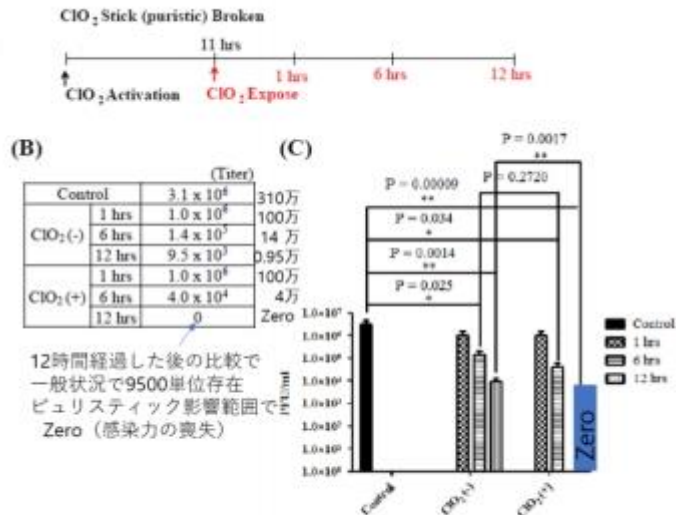 ClO₂ Stick (puristic) Broken
11 hrs
1 hrs
6 hrs
12 hrs
ClO₂ Activation
ClO₂ Expose
(B)
(Titer)
Control 3.1 x 10⁶ 310万
ClO₂ (-)
1 hrs 1.0 x 10⁶ 100万
6 hrs 1.4 x 10⁵ 14 万
12 hrs 9.5 x 10³ 0.95万
ClO₂ (+)
1 hrs 1.0 x 10⁶ 100万
6 hrs 4.0 x 10⁴ 4万
12 hrs 0 Zero
12時間経過した後の比較で
一般状況で9500単位存在
ピュリスティック影響範囲で
Zero（感染力の喪失）
(C)
P = 0.0017
**
P = 0.2720
P = 0.00009
**
P = 0.034
*
P = 0.0014
**
P = 0.025
*
PFU/ml
Control
1 hrs
6 hrs
12 hrs
Zero
Control
ClO₂ (-)
ClO₂ (+)